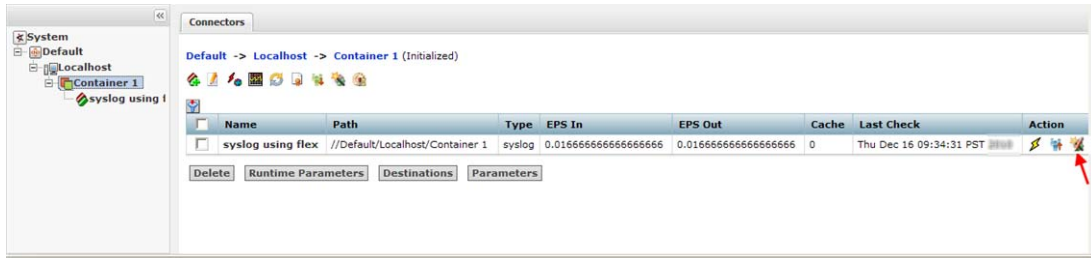 System
Default
Localhost
Container 1
syslog using f
Connectors
Default -> Localhost -> Container 1 (Initialized)
Name Path Type EPS In EPS Out Cache Last Check Action
syslog using flex //Default/Localhost/Container 1 syslog 0.016666666666666666 0.016666666666666666 0 Thu Dec 16 09:34:31 PST
Delete Runtime Parameters Destinations Parameters